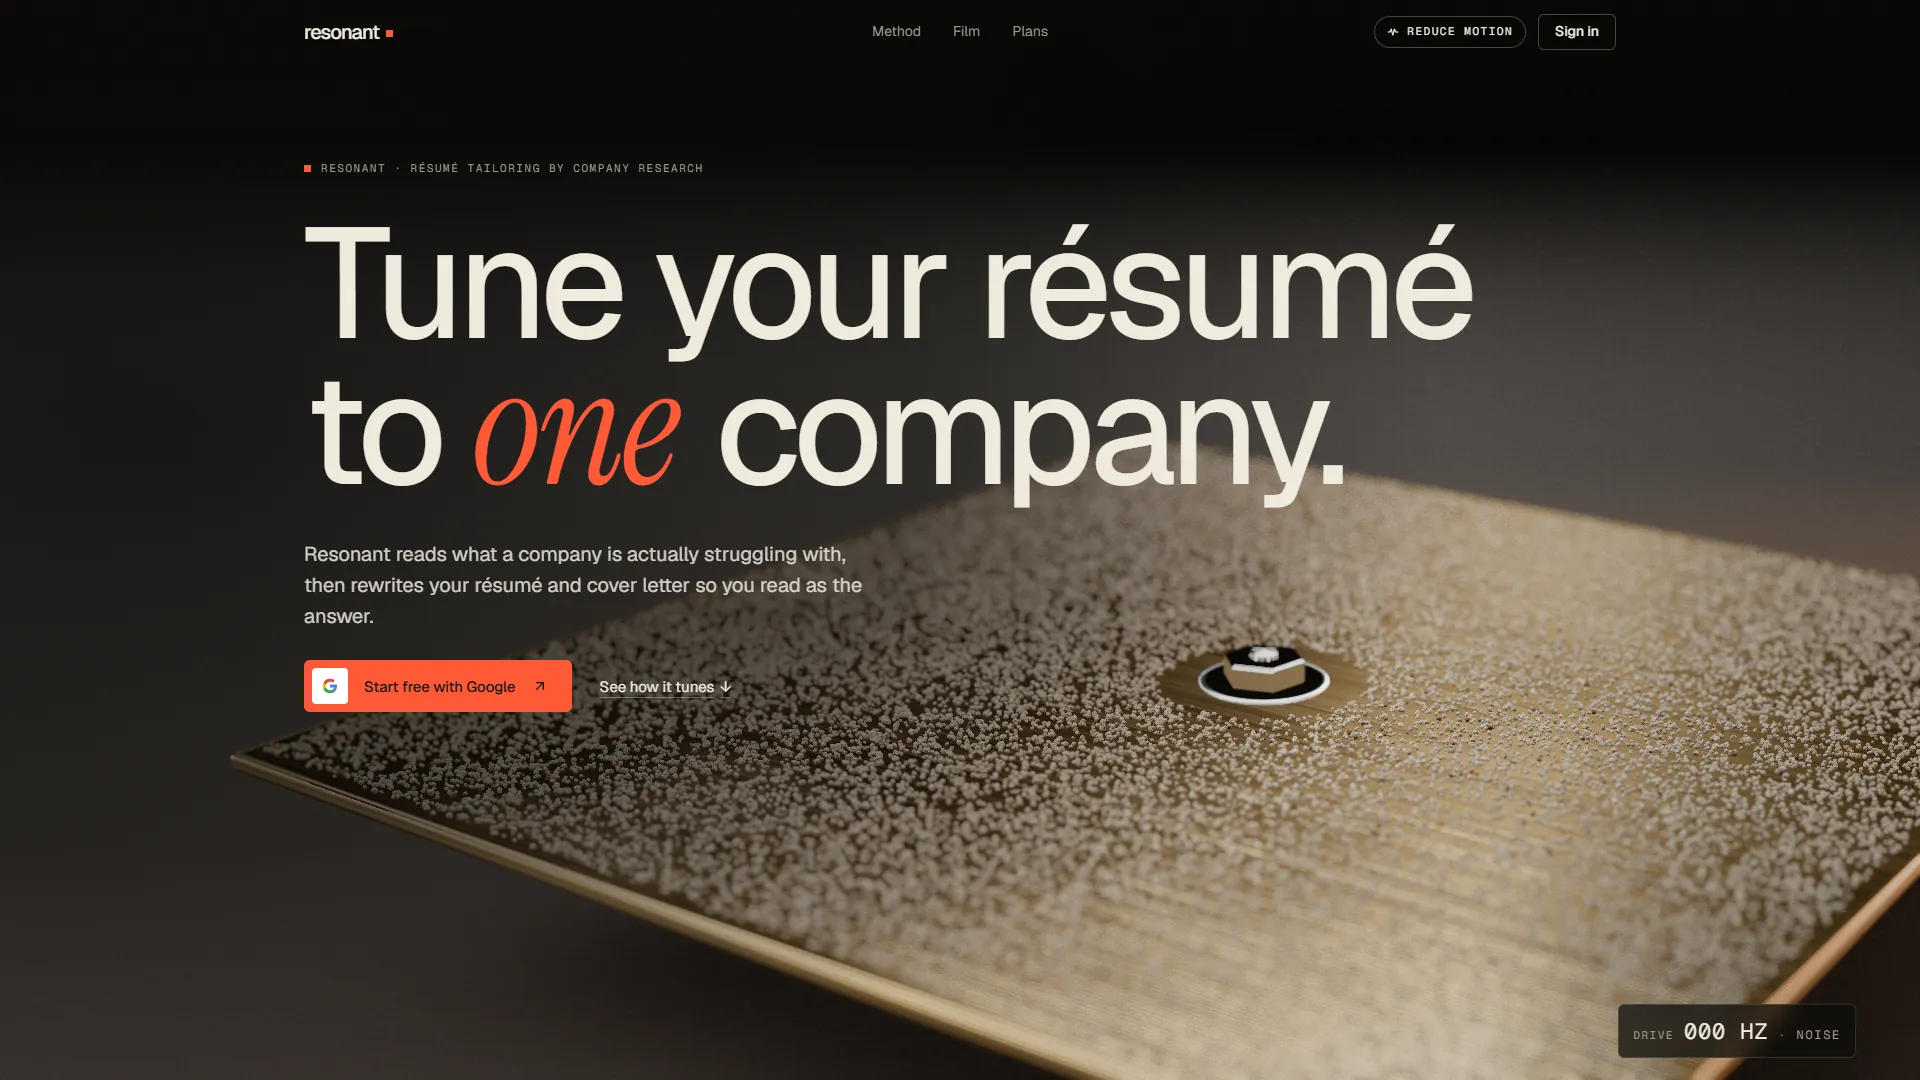 resonant
Method
Film
Plans
REDUCE MOTION
Sign in
RESONANT · RÉSUMÉ TAILORING BY COMPANY RESEARCH
Tune your résumé
to one company.
Resonant reads what a company is actually struggling with,
then rewrites your résumé and cover letter so you read as the
answer.
Start free with Google ↗
See how it tunes ↓
DRIVE 000 HZ · NOISE